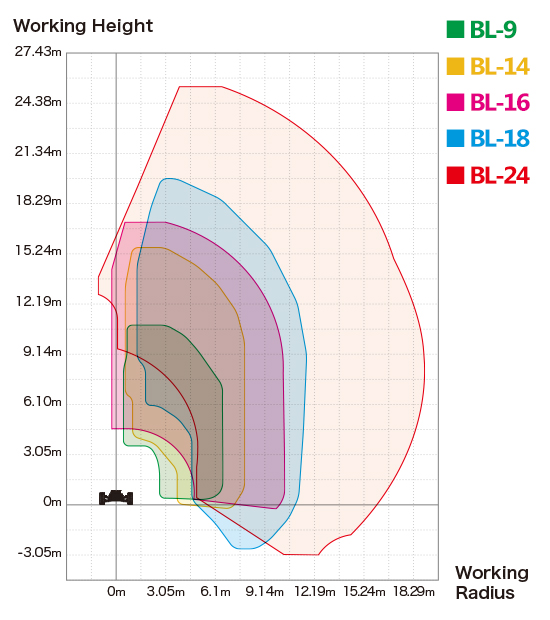 Working Height
BL-9
BL-14
BL-16
BL-18
BL-24
27.43m
24.38m
21.34m
18.29m
15.24m
12.19m
9.14m
6.10m
3.05m
0m
-3.05m
0m 3.05m 6.1m 9.14m 12.19m 15.24m 18.29m
Working
Radius